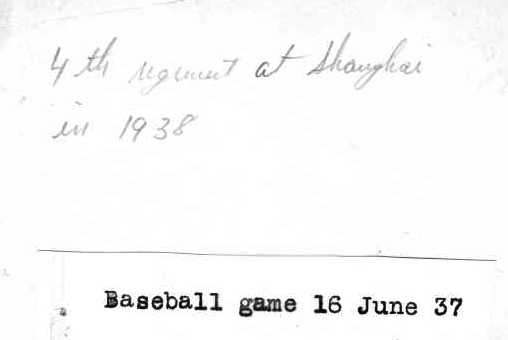 4th regiment at Shanghai
in 1938
Baseball game 16 June 37